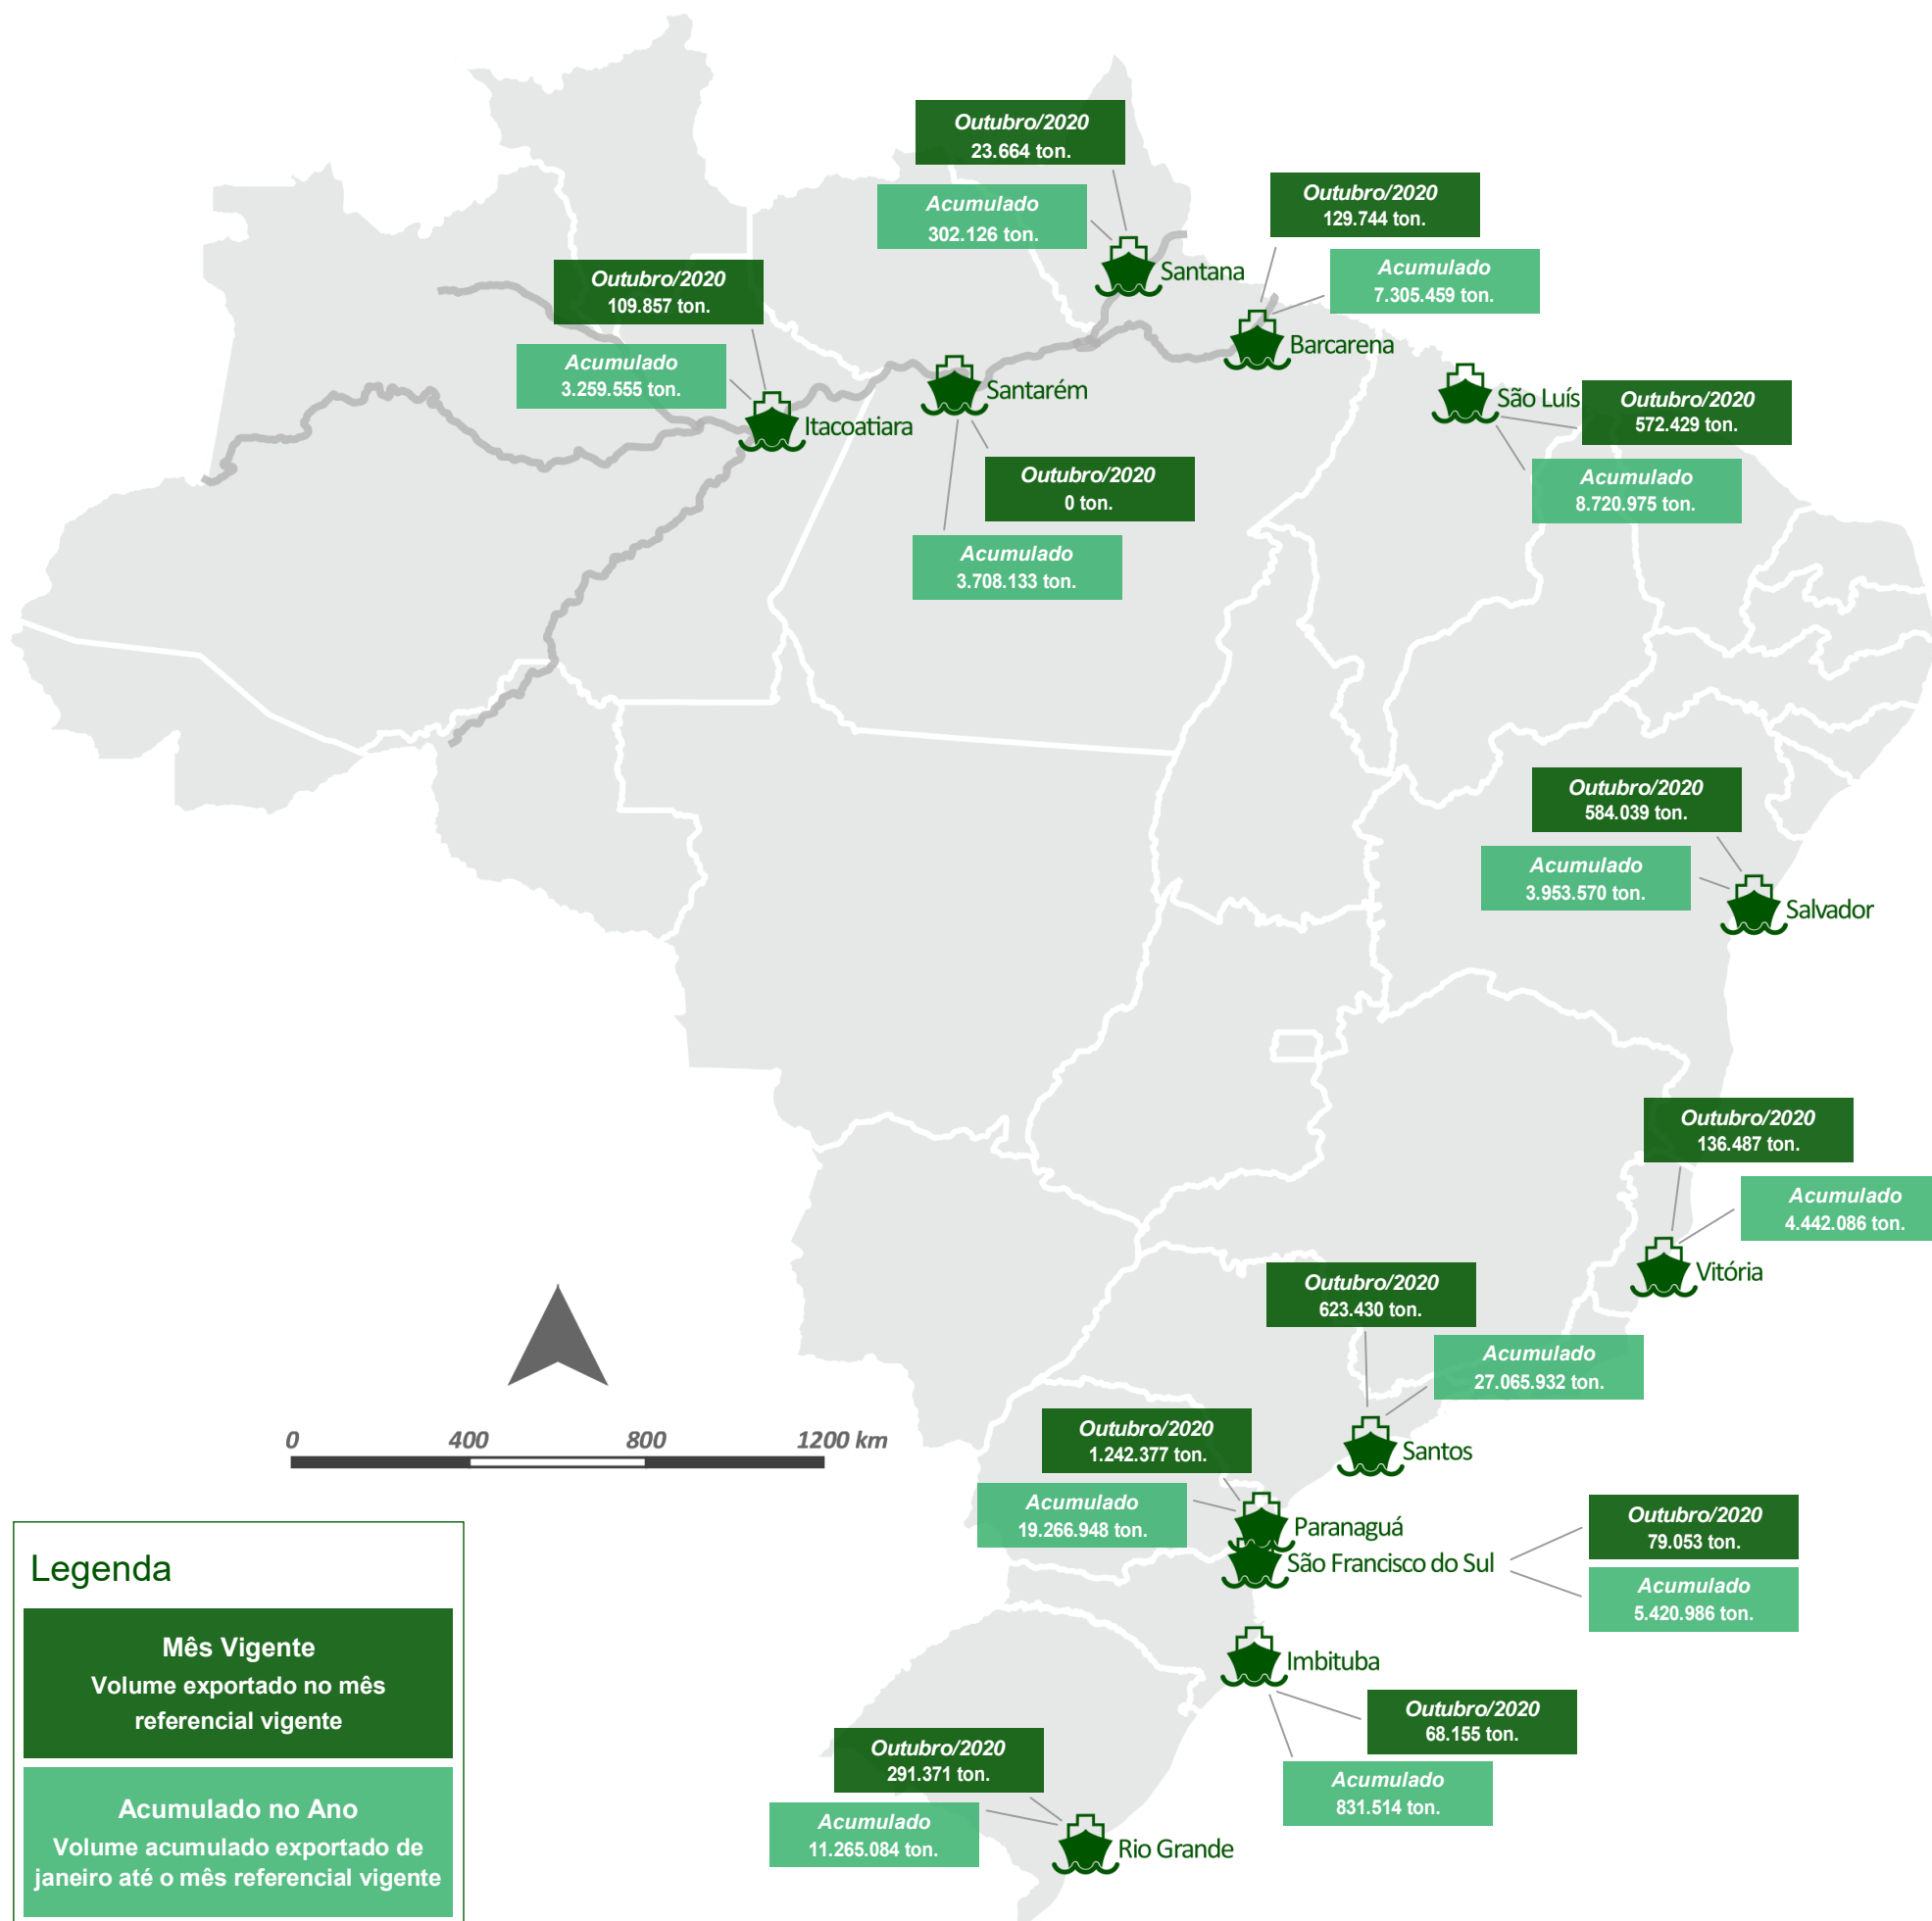 Outubro/2020
23.664 ton.
Acumulado
302.126 ton.
Santana
Outubro/2020
129.744 ton.
Acumulado
7.305.459 ton.
Barcarena
Outubro/2020
109.857 ton.
Acumulado
3.259.555 ton.
Itacoatiara
Santarém
Outubro/2020
0 ton.
Acumulado
3.708.133 ton.
São Luís
Outubro/2020
572.429 ton.
Acumulado
8.720.975 ton.
Outubro/2020
584.039 ton.
Acumulado
3.953.570 ton.
Salvador
Outubro/2020
136.487 ton.
Acumulado
4.442.086 ton.
Vitória
Outubro/2020
623.430 ton.
Acumulado
27.065.932 ton.
Santos
Outubro/2020
1.242.377 ton.
Acumulado
19.266.948 ton.
Paranaguá
São Francisco do Sul
Outubro/2020
79.053 ton.
Acumulado
5.420.986 ton.
Imbituba
Outubro/2020
68.155 ton.
Acumulado
831.514 ton.
Outubro/2020
291.371 ton.
Acumulado
11.265.084 ton.
Rio Grande
0 400 800 1200 km
Legenda
Mês Vigente
Volume exportado no mês
referencial vigente
Acumulado no Ano
Volume acumulado exportado de
janeiro até o mês referencial vigente